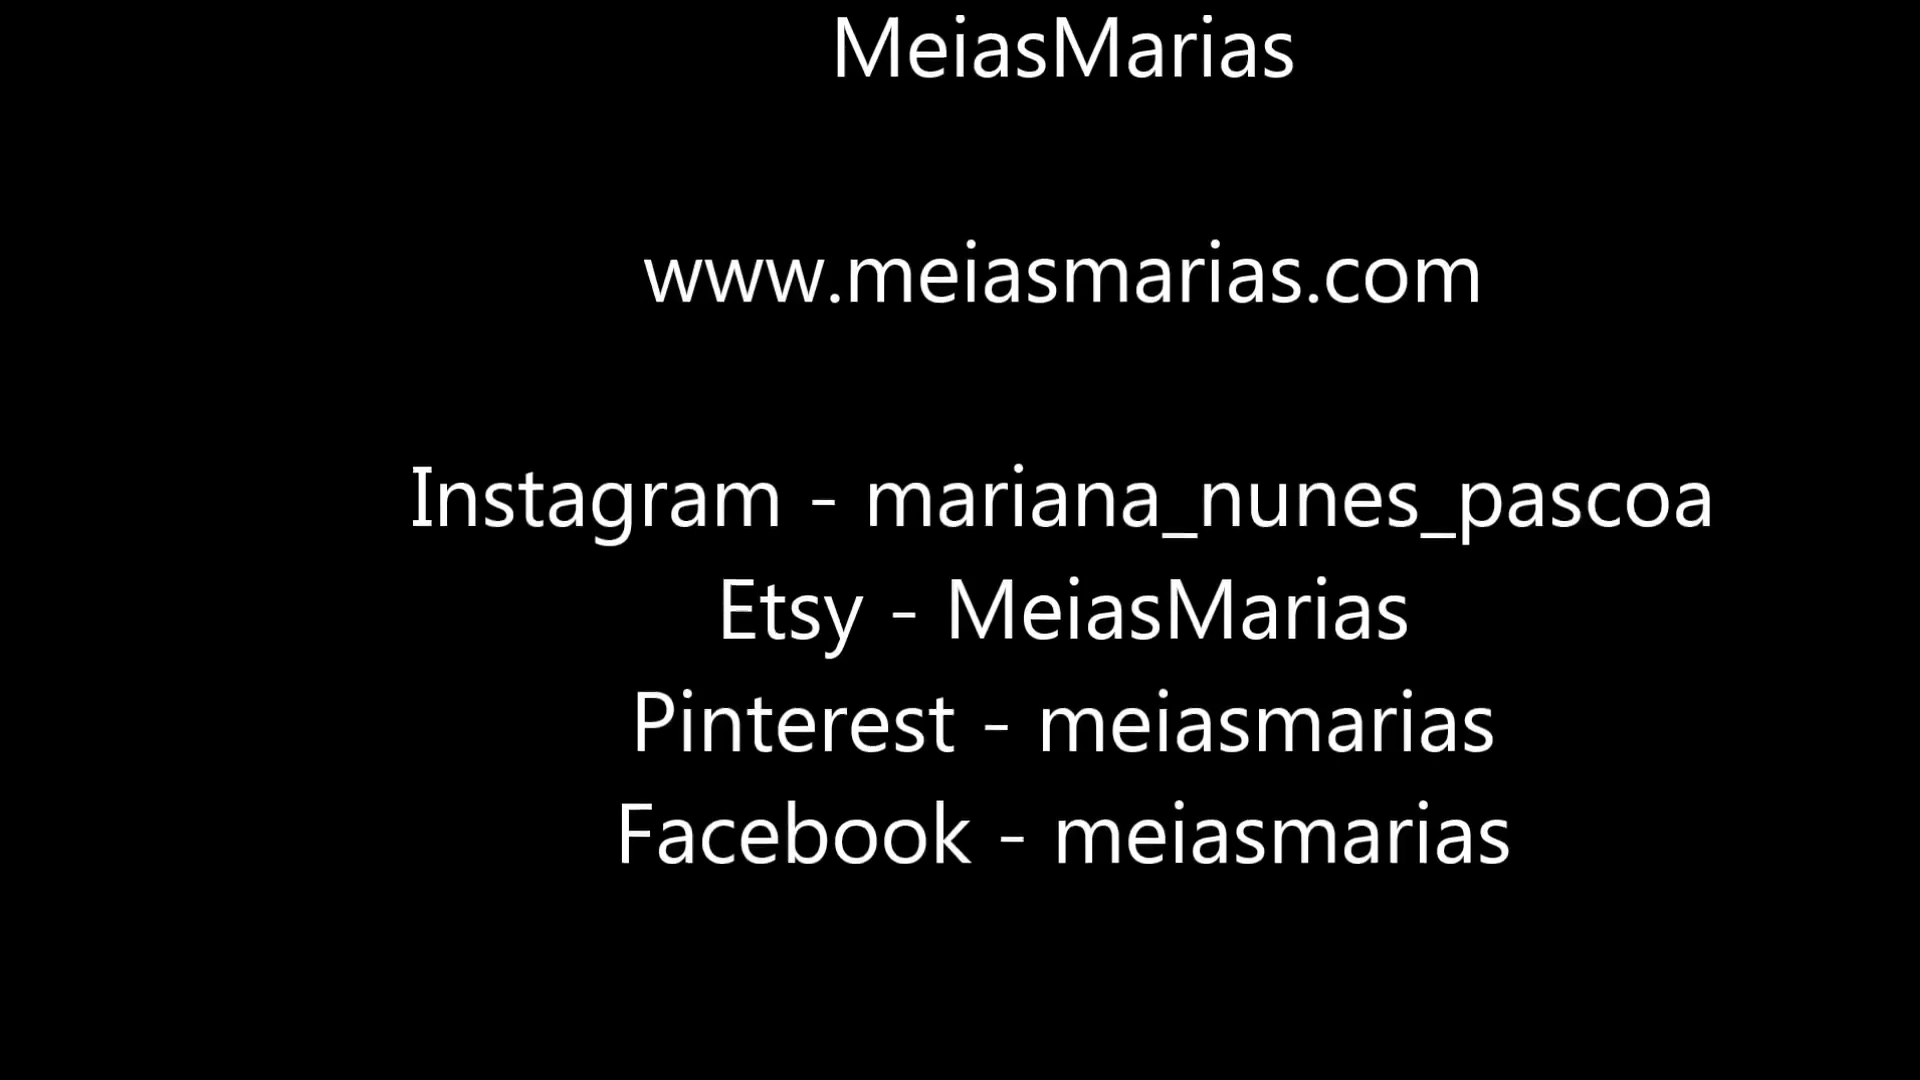 MeiasMarias
www.meiasmarias.com
Instagram - mariana_nunes_pascoa
Etsy - MeiasMarias
Pinterest - meiasmarias
Facebook - meiasmarias